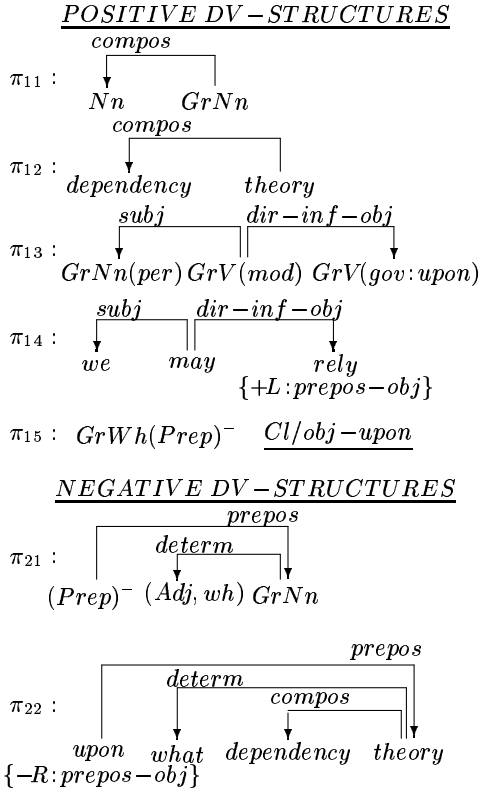 POSITIVE DV−STRUCTURES
compos
π₁₁ :
Nn GrNn
compos
π₁₂ :
dependency theory
subj dir−inf−obj
π₁₃ :
GrNn(per) GrV(mod) GrV(gov:upon)
subj dir−inf−obj
π₁₄ :
we may rely
{+L:prepos−obj}
π₁₅ : GrWh(Prep)⁻ Cl/obj−upon
NEGATIVE DV−STRUCTURES
prepos
determ
π₂₁ :
(Prep)⁻ (Adj, wh) GrNn
prepos
determ
compos
π₂₂ :
upon what dependency theory
{−R:prepos−obj}